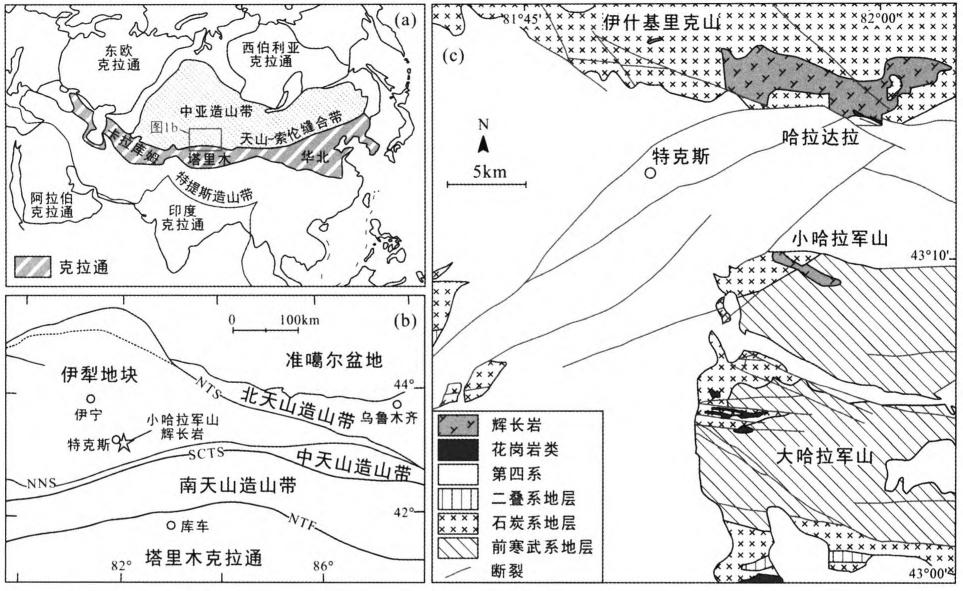 (a)
东欧
克拉通
西伯利亚
克拉通
中亚造山带
图1b
天山-索伦缝合带
卡拉库姆
塔里木
华北
特提斯造山带
阿拉伯
克拉通
印度
克拉通
克拉通
(b)
0 100km
准噶尔盆地
伊犁地块
NTS
44°
伊宁
北天山造山带
乌鲁木齐
小哈拉军山
辉长岩
特克斯
SCTS
中天山造山带
NNS
南天山造山带
42°
库车
NTF
塔里木克拉通
82°
86°
81°45'
82°00'
(c)
伊什基里克山
N
5km
特克斯
哈拉达拉
小哈拉军山
43°10'
大哈拉军山
43°00'
辉长岩
花岗岩类
第四系
二叠系地层
石炭系地层
前寒武系地层
断裂